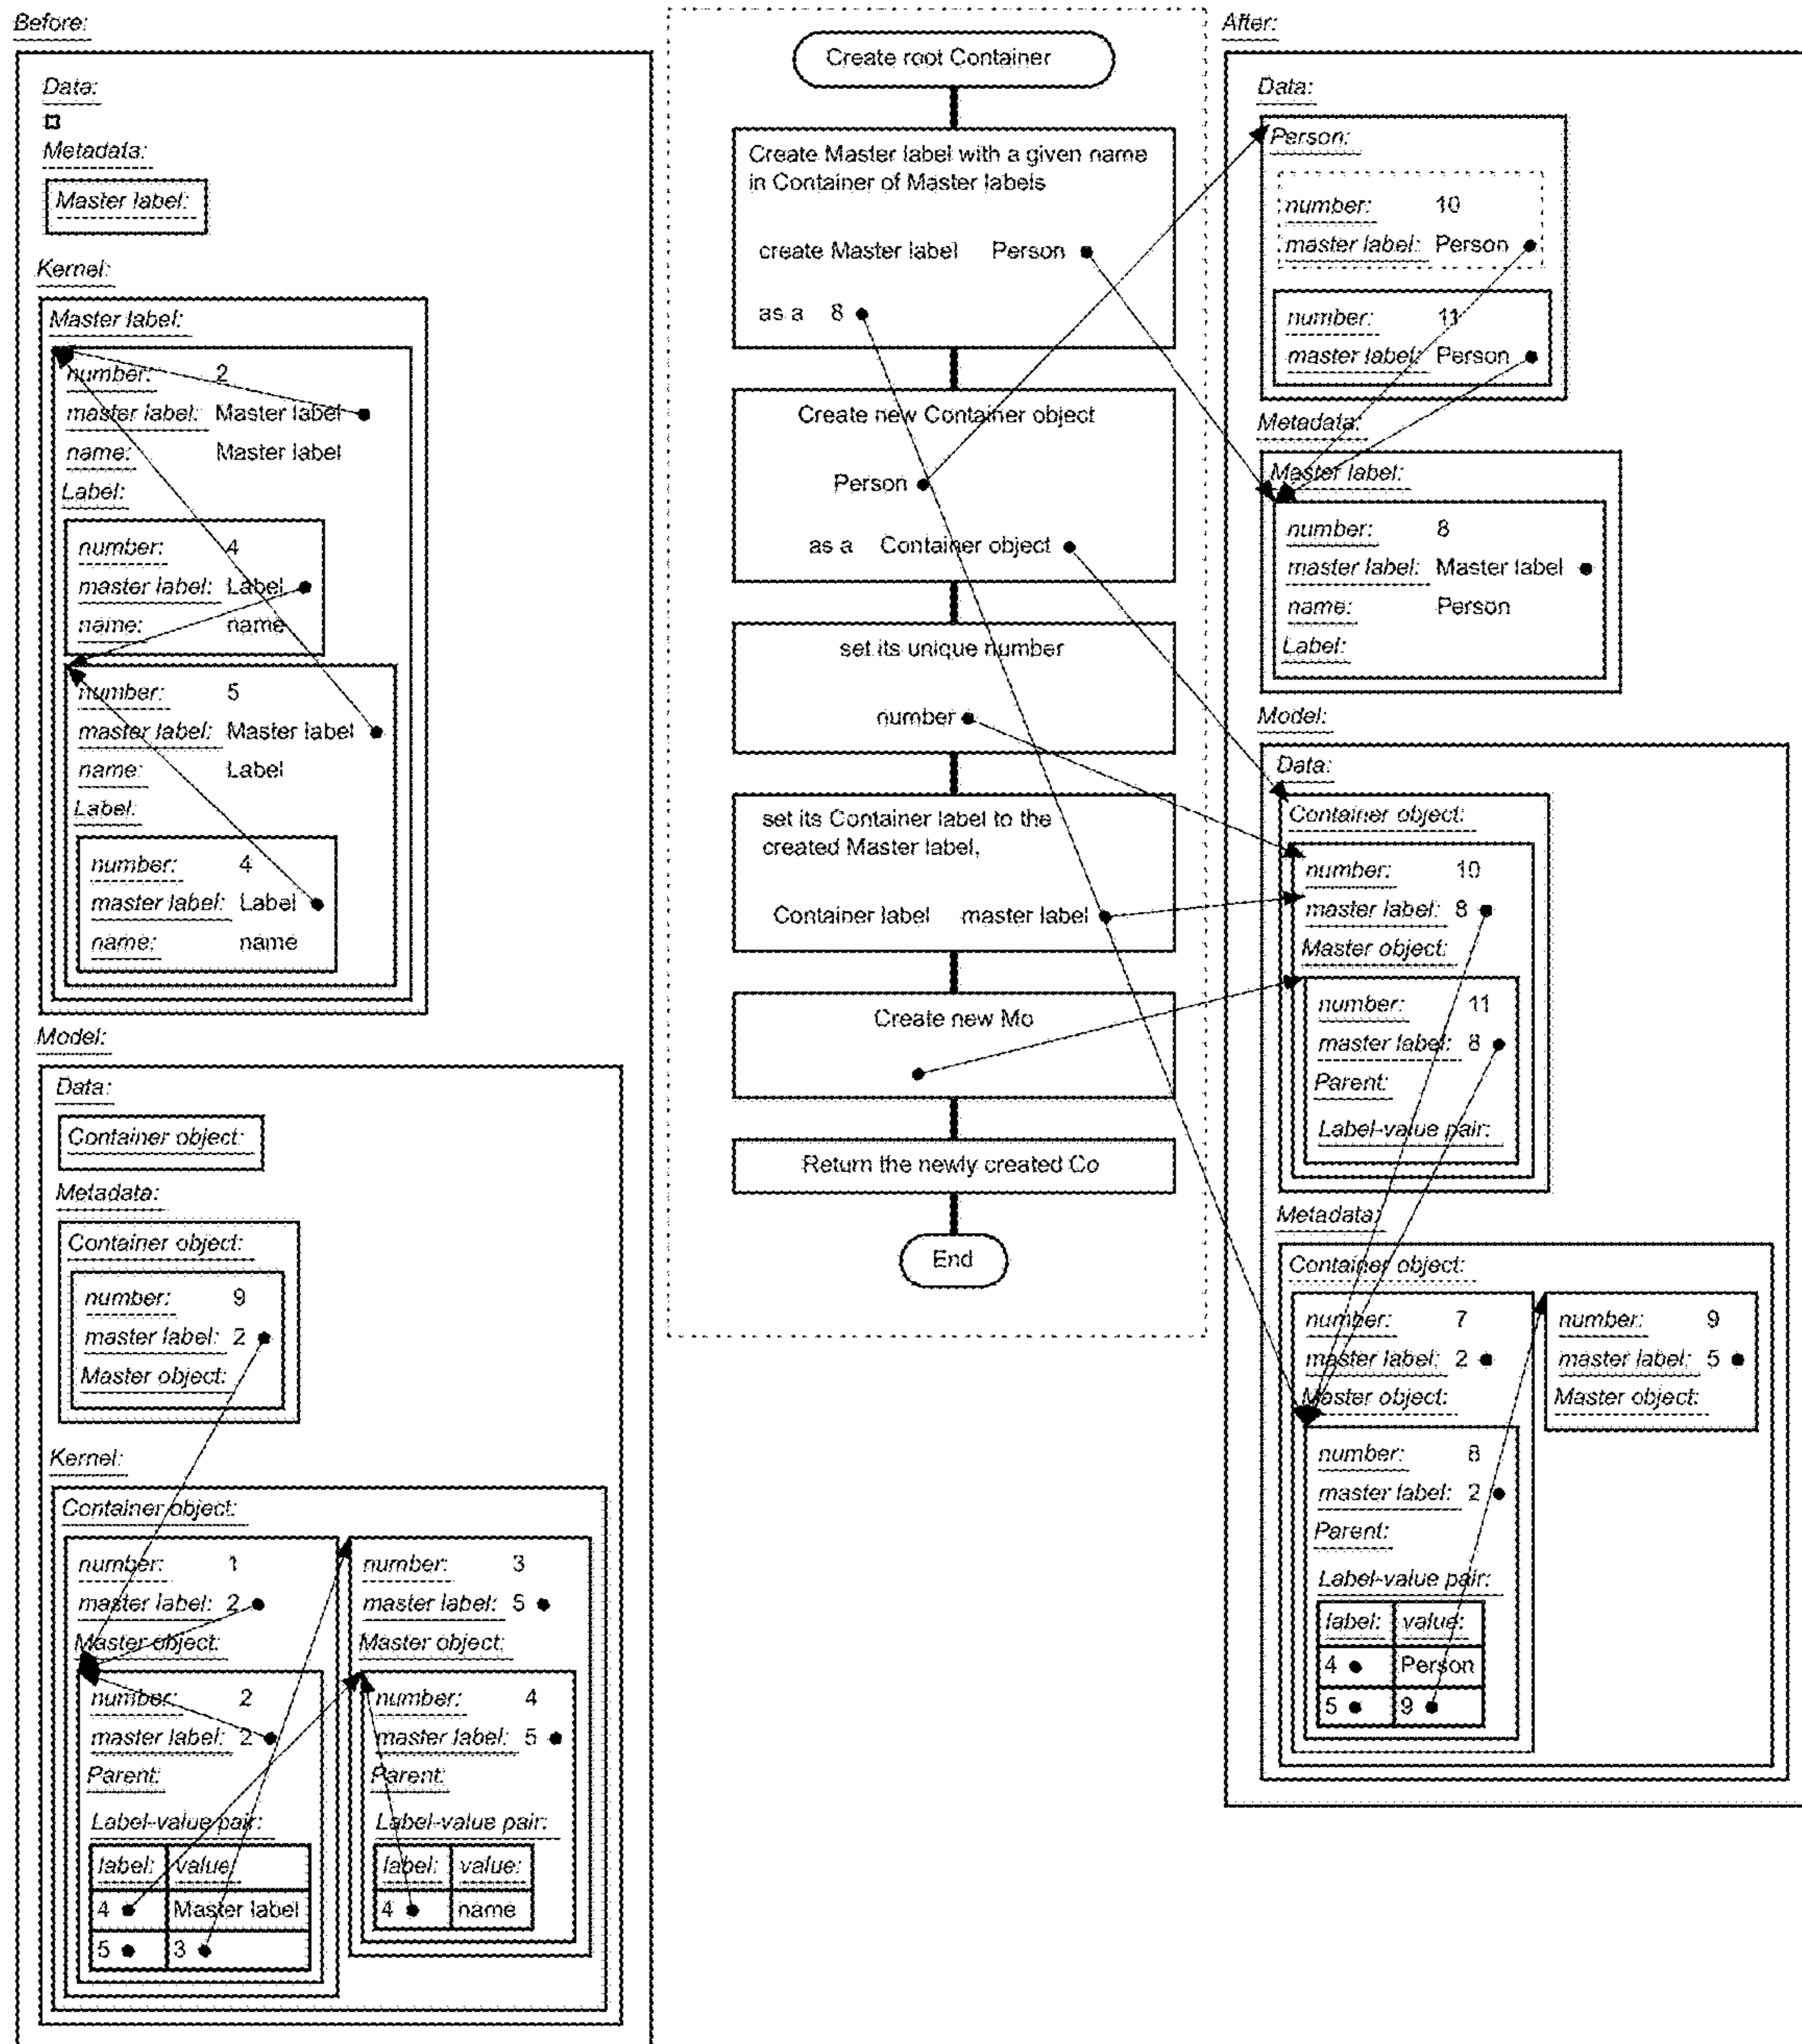 Before:
Data:
Metadata:
Master label:
Kernel:
Master label:
number: 2
master label: Master label
name: Master label
Label:
number: 4
master label: Label
name: name
number: 5
master label: Master label
name: Label
Label:
number: 4
master label: Label
name: name
Model:
Data:
Container object:
Metadata:
Container object:
number: 9
master label: 2
Master object:
Kernel:
Container object:
number: 1
master label: 2
Master object:
number: 2
master label: 2
Parent:
Label-value pair:
label: value:
4 Master label
5 3
number: 3
master label: 5
Master object:
number: 4
master label: 5
Parent:
Label-value pair:
label: value:
4 name
Create root Container
Create Master label with a given name
in Container of Master labels
create Master label Person
as a 8
Create new Container object
Person
as a Container object
set its unique number
number
set its Container label to the
created Master label,
Container label master label
Create new Mo
Return the newly created Co
End
After:
Data:
Person:
number: 10
master label: Person
number: 11
master label: Person
Metadata:
Master label:
number: 8
master label: Master label
name: Person
Label:
Model:
Data:
Container object:
number: 10
master label: 8
Master object:
number: 11
master label: 8
Parent:
Label-value pair:
Metadata:
Container object:
number: 7
master label: 2
Master object:
number: 8
master label: 2
Parent:
Label-value pair:
label: value:
4 Person
5 9
number: 9
master label: 5
Master object: